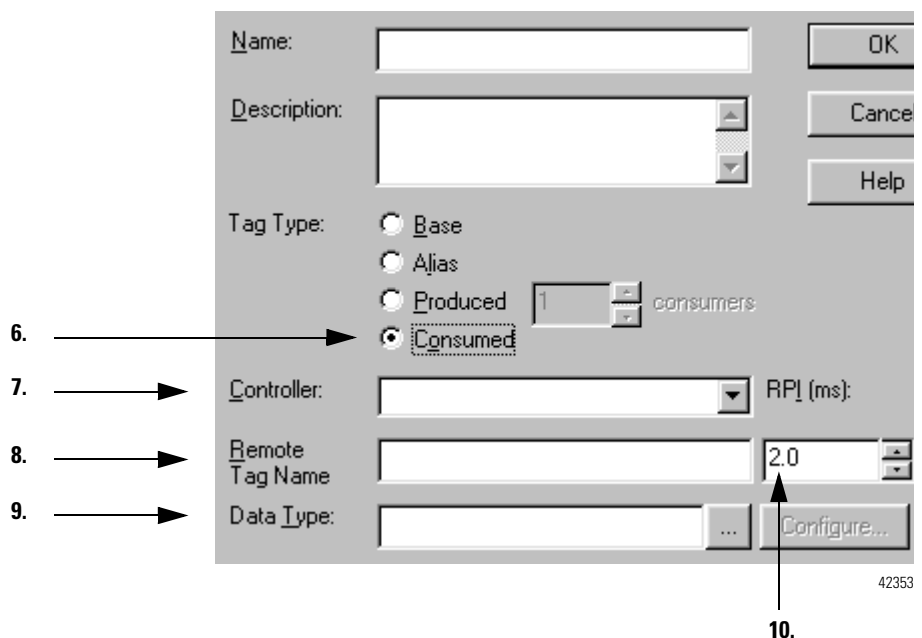 Name:
OK
Description:
Cancel
Help
Tag Type:
Base
Alias
Produced
1
consumers
6.
Consumed
7.
Controller:
RPI (ms):
8.
Remote
Tag Name
2.0
9.
Data Type:
...
Configure...
42353
10.